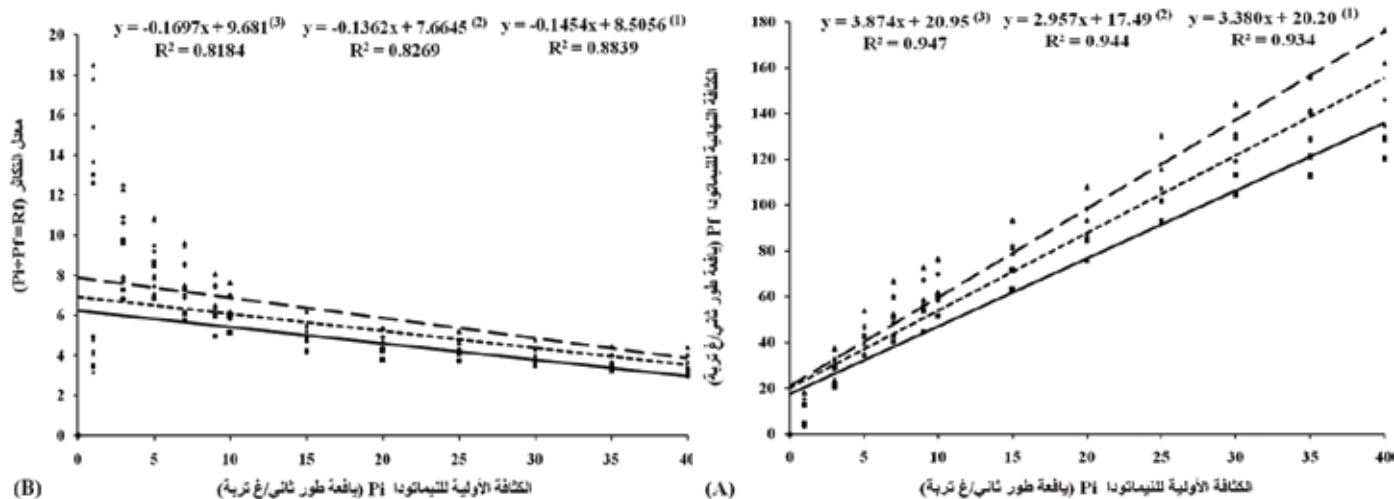 y = -0.1697x + 9.681 (3) y = -0.1362x + 7.6645 (2) y = -0.1454x + 8.5056 (1)
R² = 0.8184 R² = 0.8269 R² = 0.8839
20
18
16
14
12
10
8
6
4
2
0
معدل التكاثر (Pi÷Pf=Rf)
0 5 10 15 20 25 30 35 40
الكثافة الأولية للنيماتودا Pi (يافعة طور ثاني/غ تربة)
(B)
y = 3.874x + 20.95 (3) y = 2.957x + 17.49 (2) y = 3.380x + 20.20 (1)
R² = 0.947 R² = 0.944 R² = 0.934
180
160
140
120
100
80
60
40
20
0
الكثافة النهائية للنيماتودا Pf (يافعة طور ثاني/غ تربة)
0 5 10 15 20 25 30 35 40
الكثافة الأولية للنيماتودا Pi (يافعة طور ثاني/غ تربة)
(A)